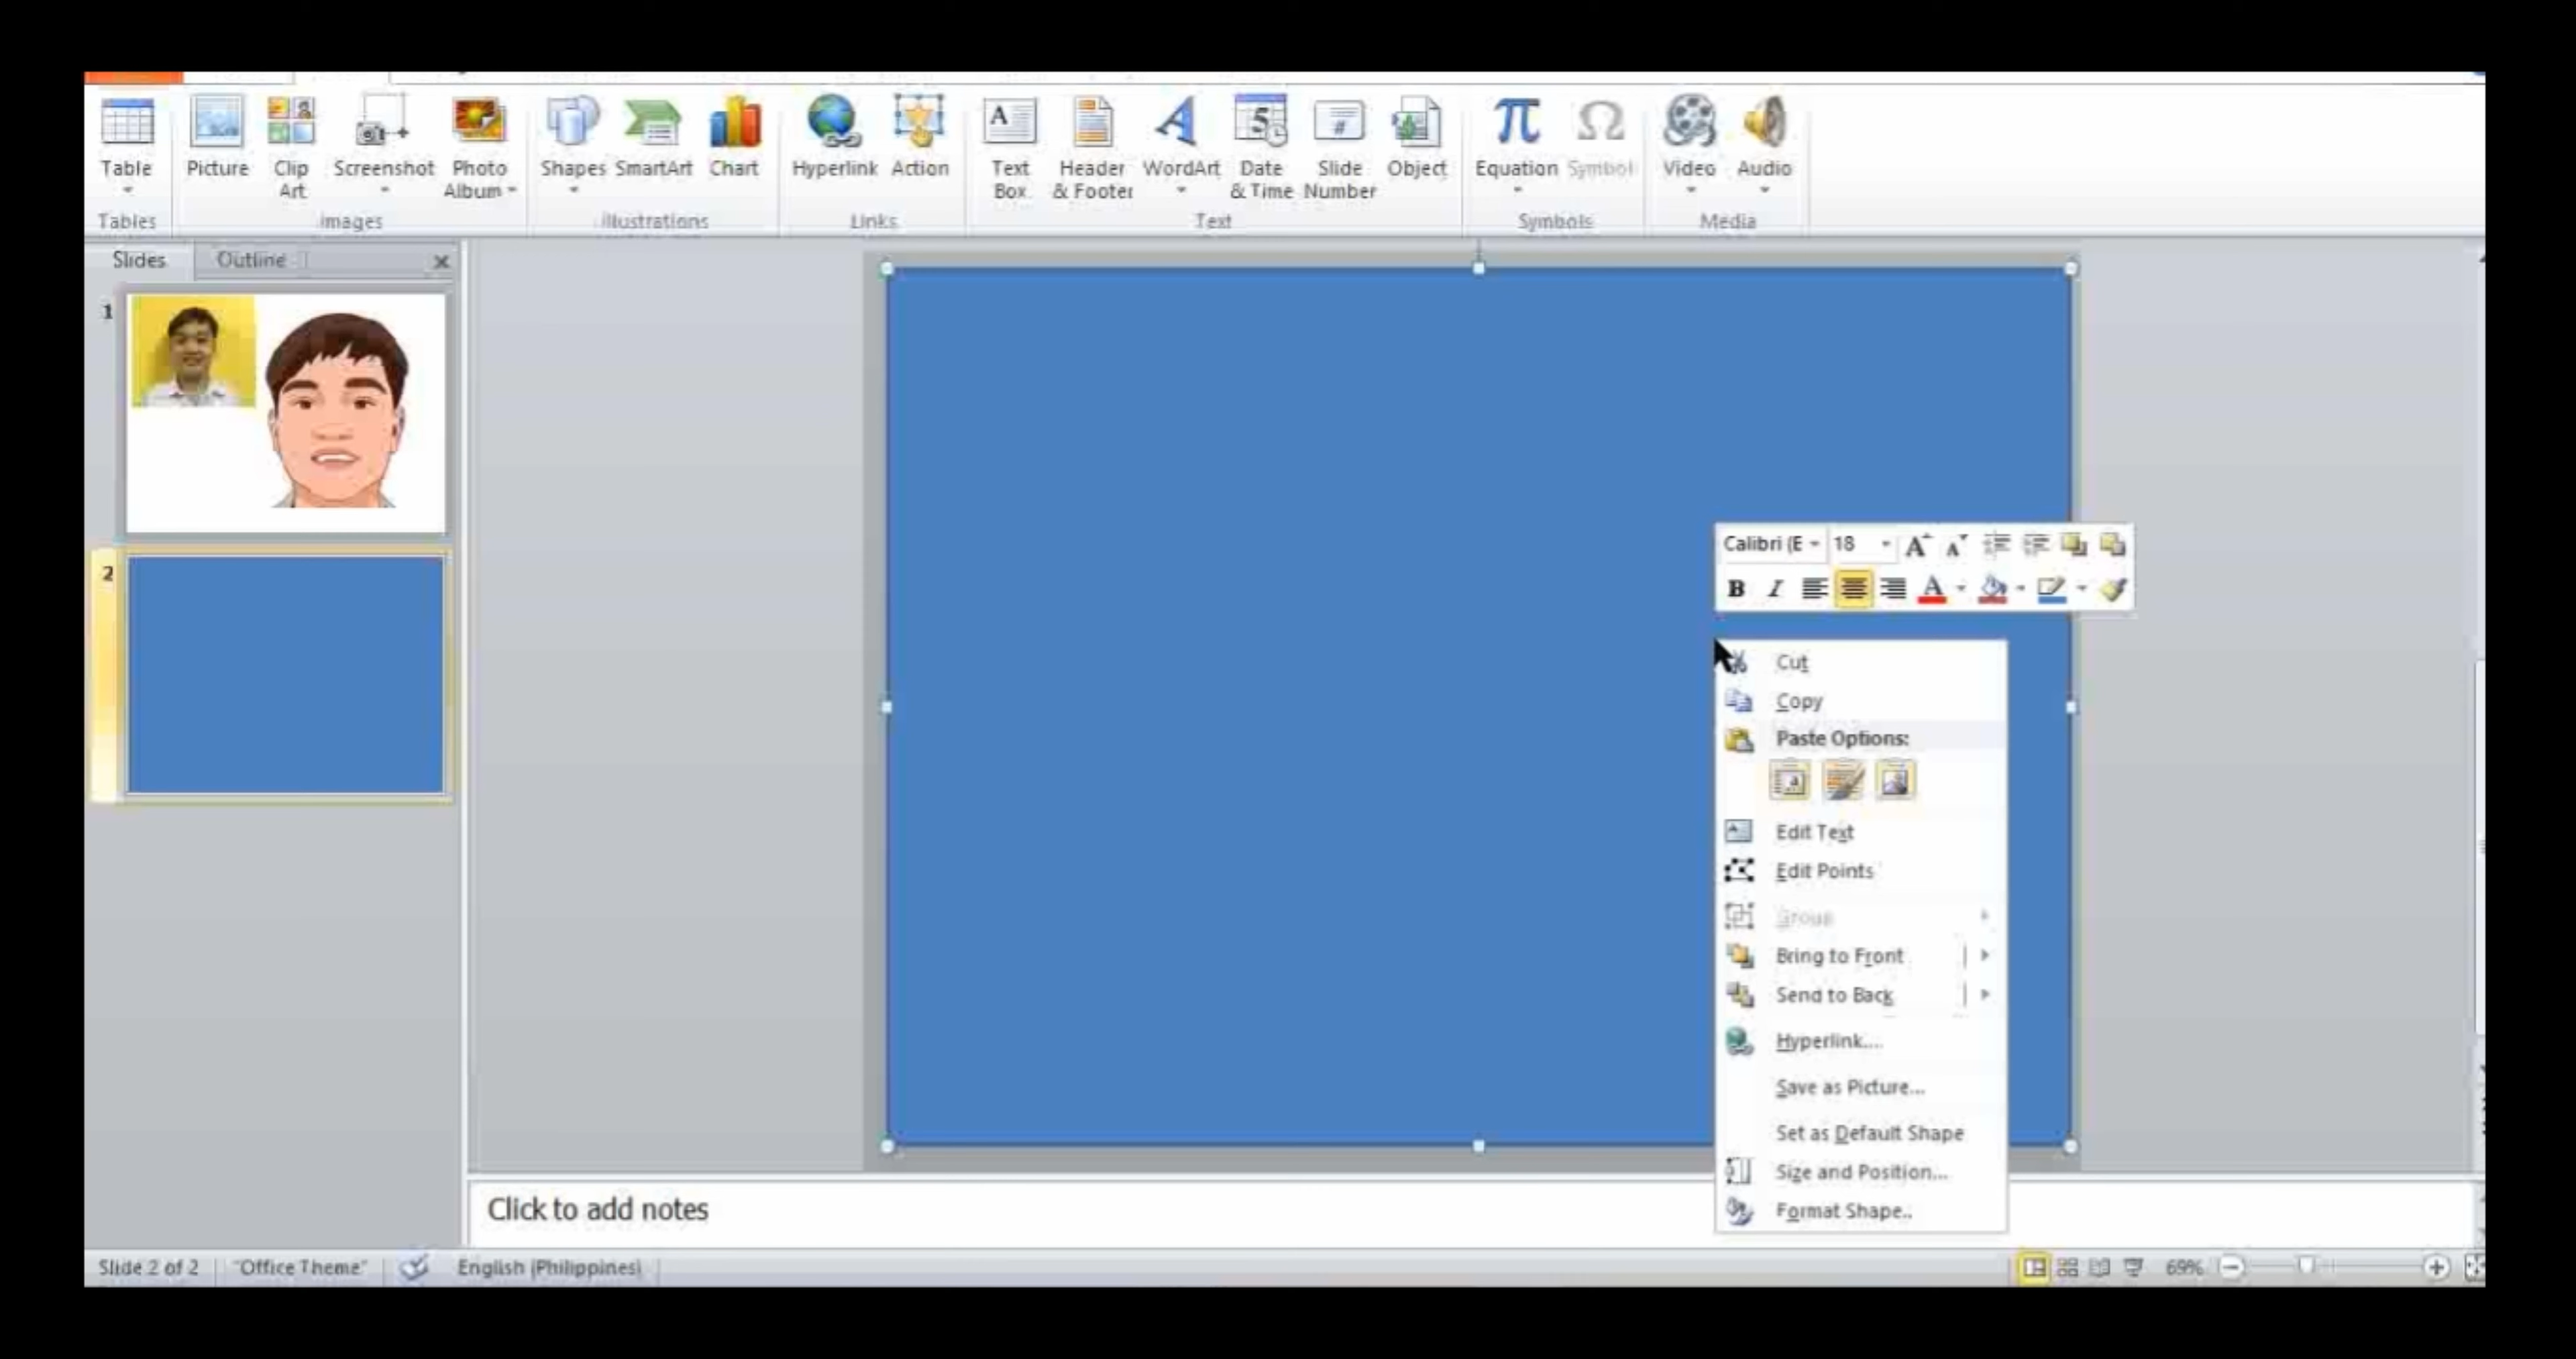 Table Picture Clip Art Screenshot Photo Album Shapes SmartArt Chart Hyperlink Action Text Box Header & Footer WordArt Date & Time Slide Number Object Equation Symbol Video Audio
Tables Images Illustrations Links Text Symbols Media
Slides Outline
1
2
Calibri (E 18
B I A
Cut
Copy
Paste Options:
Edit Text
Edit Points
Group
Bring to Front
Send to Back
Hyperlink...
Save as Picture...
Set as Default Shape
Size and Position...
Format Shape..
Click to add notes
Slide 2 of 2 "Office Theme" English (Philippines) 69%